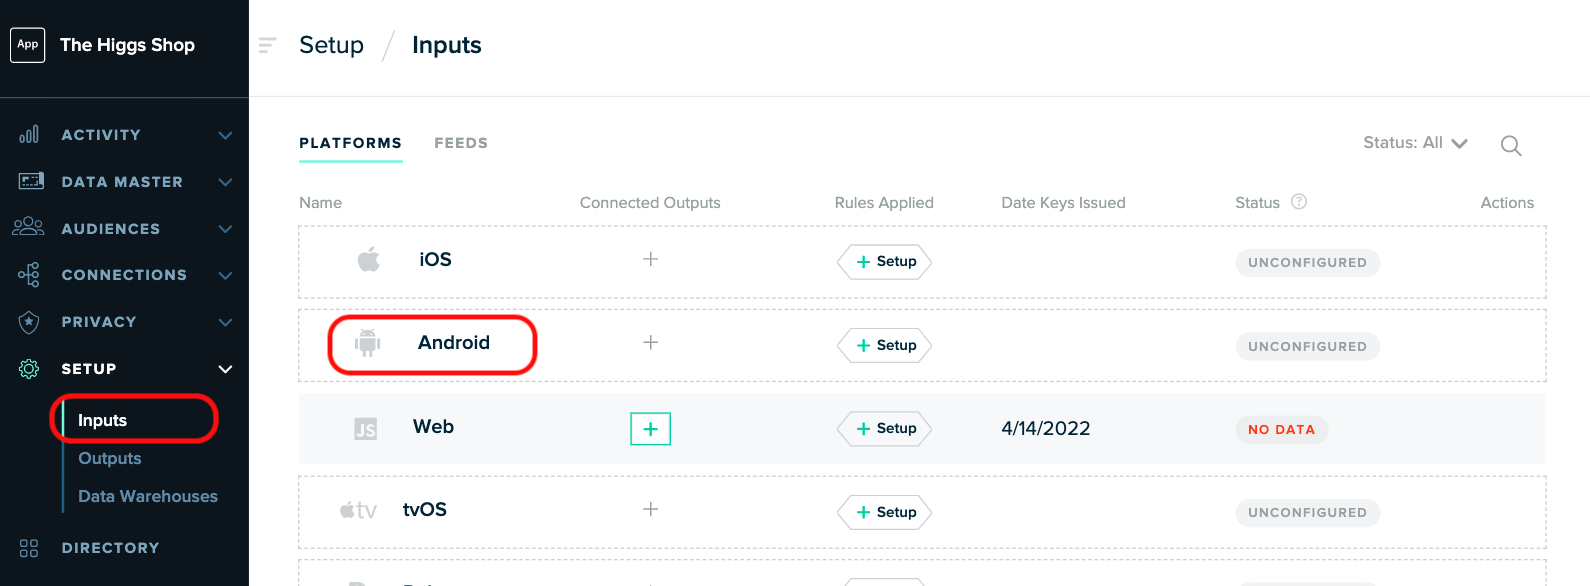 App The Higgs Shop
Setup / Inputs
ACTIVITY
DATA MASTER
AUDIENCES
CONNECTIONS
PRIVACY
SETUP
Inputs
Outputs
Data Warehouses
DIRECTORY
PLATFORMS FEEDS Status: All
Name Connected Outputs Rules Applied Date Keys Issued Status ? Actions
iOS + + Setup UNCONFIGURED
Android + + Setup UNCONFIGURED
JS Web + + Setup 4/14/2022 NO DATA
tv tvOS + + Setup UNCONFIGURED